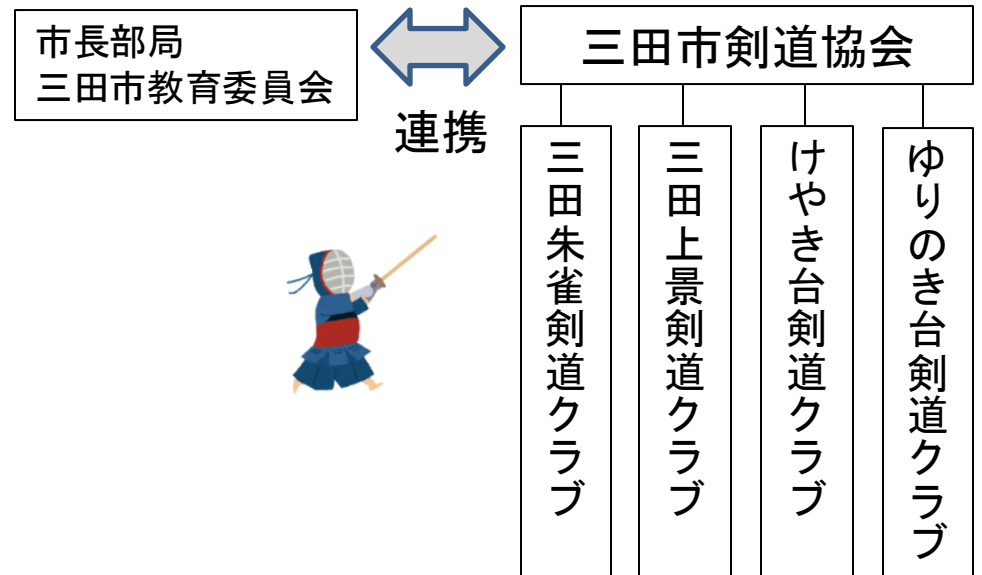 市長部局
三田市教育委員会
連携
三田市剣道協会
三田朱雀剣道クラブ
三田上景剣道クラブ
けやき台剣道クラブ
ゆりのき台剣道クラブ